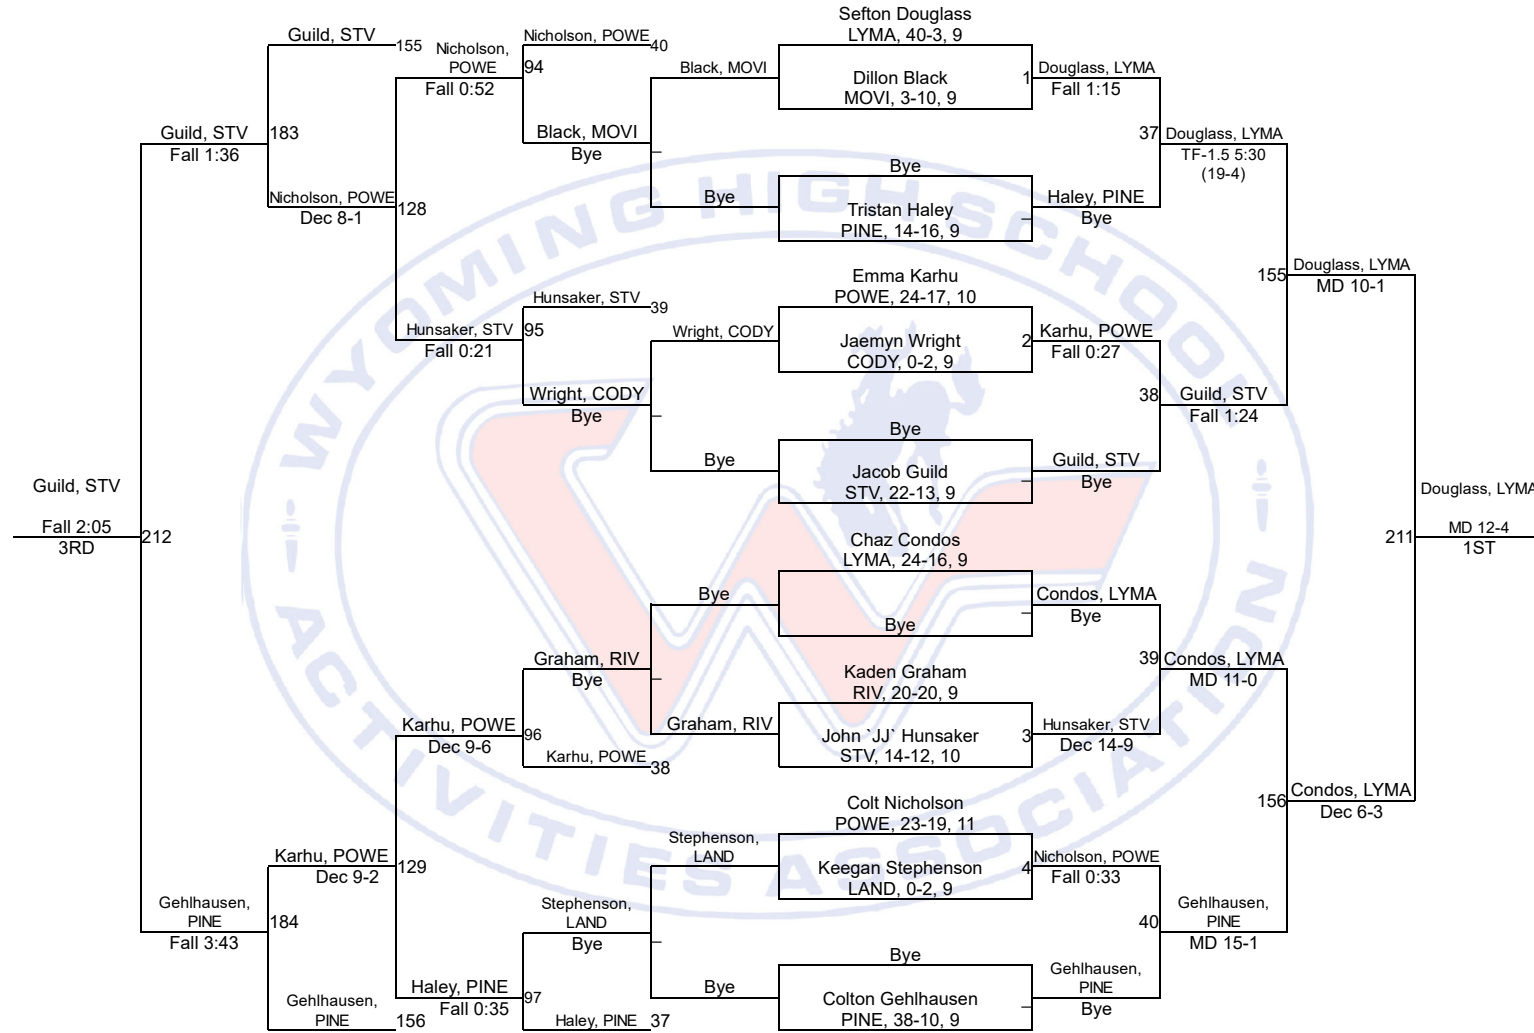 Sefton Douglass
LYMA, 40-3, 9
Guild, STV
155
Nicholson,
POWE
Fall 0:52
Nicholson, POWE
40
94
Black, MOVI
Dillon Black
MOVI, 3-10, 9
1
Douglass, LYMA
Fall 1:15
Guild, STV
Fall 1:36
183
Black, MOVI
Bye
37
Douglass, LYMA
TF-1.5 5:30
(19-4)
Bye
Nicholson, POWE
Dec 8-1
128
Bye
Tristan Haley
PINE, 14-16, 9
Haley, PINE
Bye
Emma Karhu
POWE, 24-17, 10
155
Douglass, LYMA
MD 10-1
Hunsaker, STV
39
Hunsaker, STV
Fall 0:21
95
Wright, CODY
Jaemyn Wright
CODY, 0-2, 9
2
Karhu, POWE
Fall 0:27
Wright, CODY
Bye
38
Guild, STV
Fall 1:24
Bye
Bye
Jacob Guild
STV, 22-13, 9
Guild, STV
Bye
Guild, STV
Fall 2:05
3RD
212
Douglass, LYMA
211
MD 12-4
1ST
Chaz Condos
LYMA, 24-16, 9
Bye
Bye
Condos, LYMA
Bye
Graham, RIV
Bye
Kaden Graham
RIV, 20-20, 9
39
Condos, LYMA
MD 11-0
Karhu, POWE
Dec 9-6
96
Graham, RIV
John `JJ` Hunsaker
STV, 14-12, 10
3
Hunsaker, STV
Dec 14-9
Karhu, POWE
38
Colt Nicholson
POWE, 23-19, 11
156
Condos, LYMA
Dec 6-3
Karhu, POWE
Dec 9-2
129
Stephenson,
LAND
Keegan Stephenson
LAND, 0-2, 9
4
Nicholson, POWE
Fall 0:33
Gehlhausen,
PINE
Fall 3:43
184
Stephenson,
LAND
Bye
40
Gehlhausen,
PINE
MD 15-1
Bye
Gehlhausen,
PINE
156
Haley, PINE
Fall 0:35
97
Haley, PINE
37
Bye
Colton Gehlhausen
PINE, 38-10, 9
Gehlhausen,
PINE
Bye
WYOMING HIGH SCHOOL
ACTIVITIES ASSOCIATION